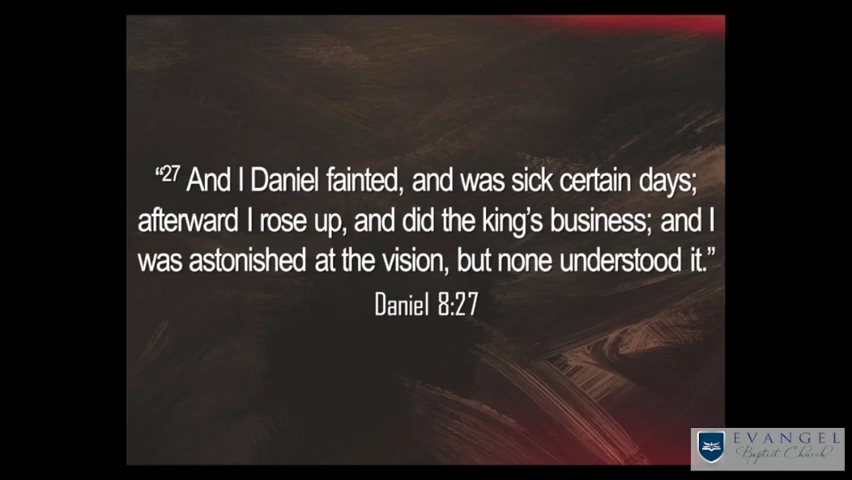 “27 And I Daniel fainted, and was sick certain days;
afterward I rose up, and did the king’s business; and I
was astonished at the vision, but none understood it.”
Daniel 8:27
EVANGEL
Baptist Church